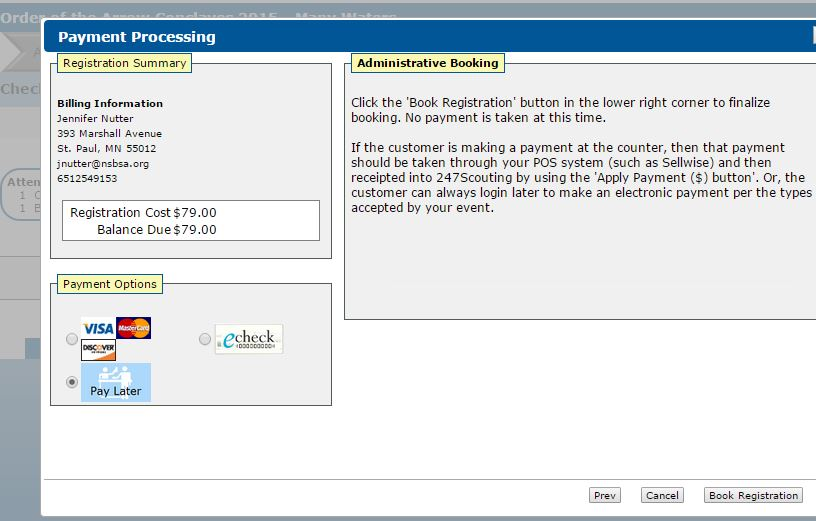 Order of the Arrow Conclaves 2015 - Many Waters
Payment Processing
Chec
Atten
1 C
1 B
Registration Summary
Billing Information
Jennifer Nutter
393 Marshall Avenue
St. Paul, MN 55012
jnutter@nsbsa.org
6512549153
Registration Cost $79.00
Balance Due $79.00
Payment Options
VISA MasterCard
DISCOVER
echeck
Pay Later
Administrative Booking
Click the 'Book Registration' button in the lower right corner to finalize
booking. No payment is taken at this time.
If the customer is making a payment at the counter, then that payment
should be taken through your POS system (such as Sellwise) and then
receipted into 247Scouting by using the 'Apply Payment ($) button'. Or, the
customer can always login later to make an electronic payment per the types
accepted by your event.
Prev
Cancel
Book Registration